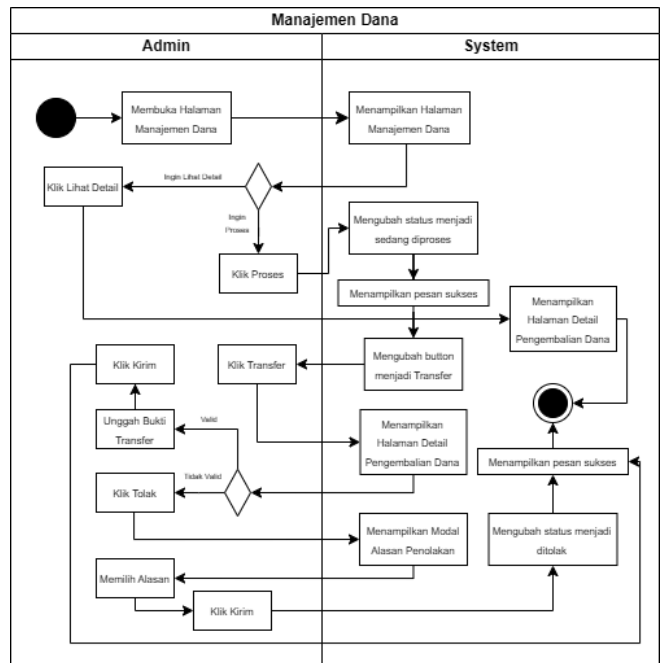 Manajemen Dana
Admin
System
Membuka Halaman
Manajemen Dana
Menampilkan Halaman
Manajemen Dana
Ingin Lihat Detail
Klik Lihat Detail
Ingin
Proses
Klik Proses
Mengubah status menjadi
sedang diproses
Menampilkan pesan sukses
Menampilkan
Halaman Detail
Pengembalian Dana
Mengubah button
menjadi Transfer
Klik Transfer
Klik Kirim
Unggah Bukti
Transfer
Valid
Menampilkan
Halaman Detail
Pengembalian Dana
Tidak Valid
Klik Tolak
Menampilkan pesan sukses
Menampilkan Modal
Alasan Penolakan
Mengubah status menjadi
ditolak
Memilih Alasan
Klik Kirim